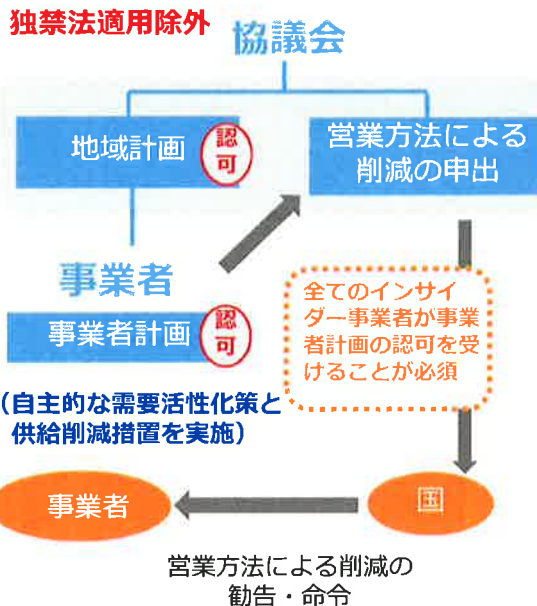 独禁法適用除外
協議会
地域計画
認可
営業方法による
削減の申出
事業者
事業者計画
認可
全てのインサイ
ダー事業者が事業
者計画の認可を受
けることが必須
（自主的な需要活性化策と
供給削減措置を実施）
事業者
国
営業方法による削減の
勧告・命令